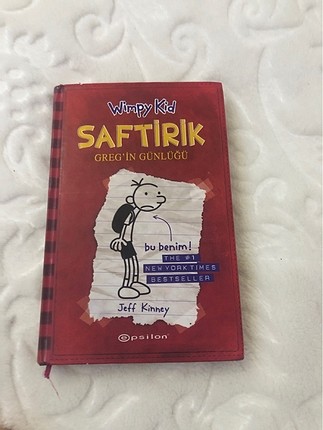 Wimpy Kid
SAFTİRİK
GREG'İN GÜNLÜĞÜ
bu benim!
THE #1
NEW YORK TIMES
BESTSELLER
Jeff Kinney
epsilon